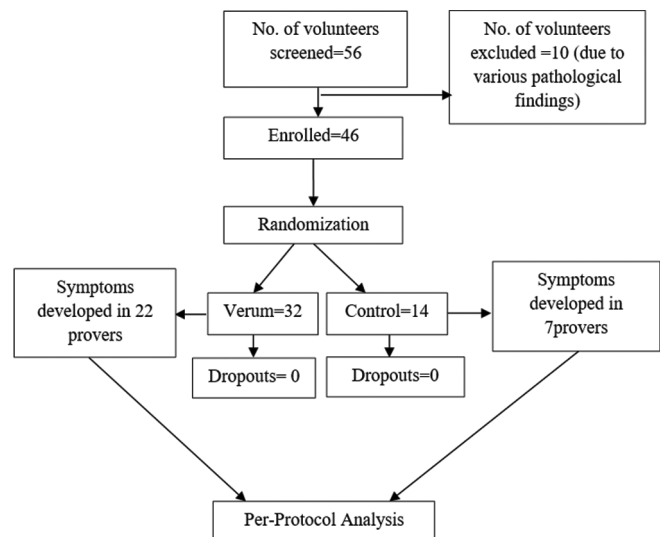 No. of volunteers
screened=56
No. of volunteers
excluded =10 (due to
various pathological
findings)
Enrolled=46
Randomization
Symptoms
developed in 22
provers
Verum=32
Control=14
Symptoms
developed in
7provers
Dropouts= 0
Dropouts=0
Per-Protocol Analysis